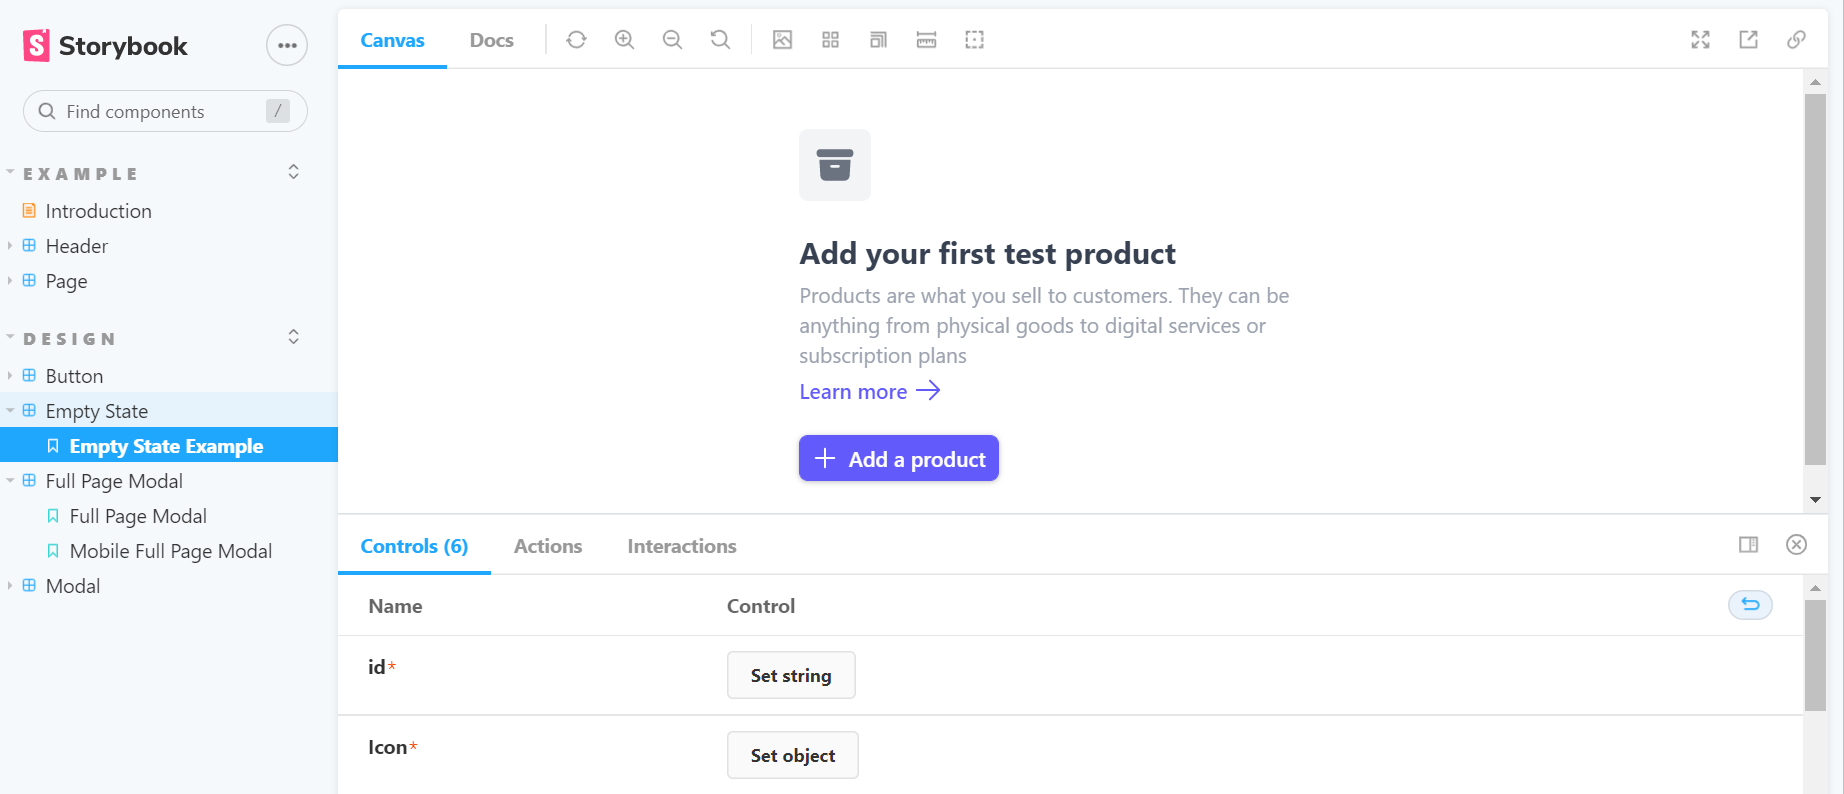 Storybook
Find components /
EXAMPLE
Introduction
Header
Page
DESIGN
Button
Empty State
Empty State Example
Full Page Modal
Full Page Modal
Mobile Full Page Modal
Modal
Canvas Docs
Add your first test product
Products are what you sell to customers. They can be
anything from physical goods to digital services or
subscription plans
Learn more
Add a product
Controls (6) Actions Interactions
Name Control
id* Set string
Icon* Set object